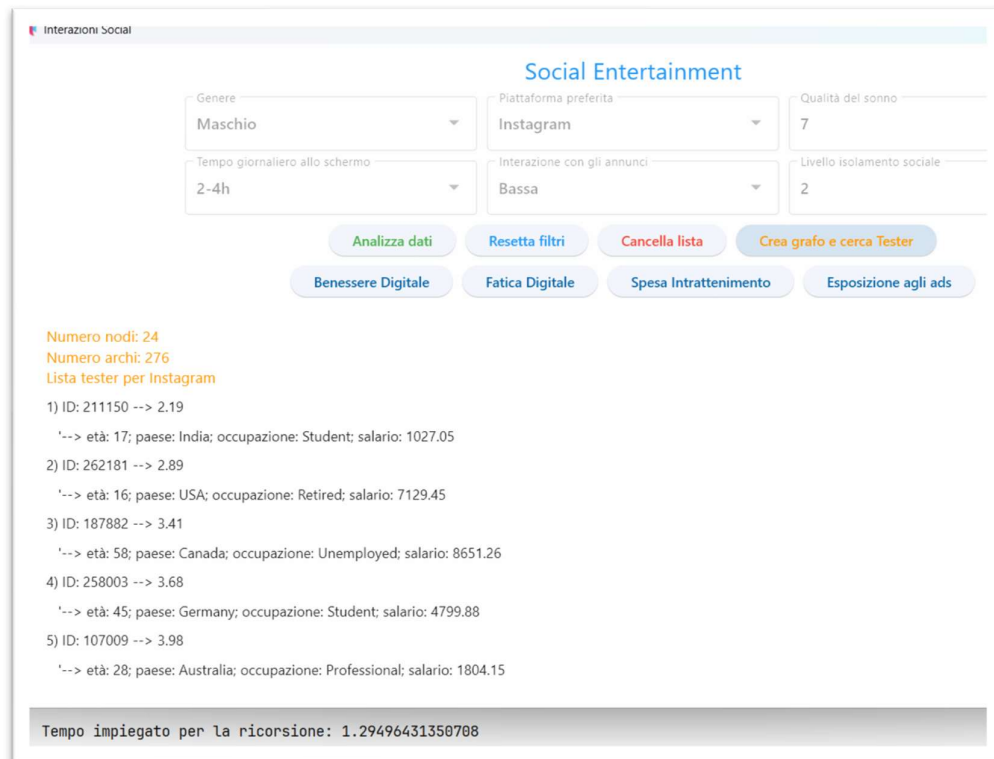 Interazioni Social
Social Entertainment
Genere
Piattaforma preferita
Qualità del sonno
Maschio
Instagram
7
Tempo giornaliero allo schermo
Interazione con gli annunci
Livello isolamento sociale
2-4h
Bassa
2
Analizza dati
Resetta filtri
Cancella lista
Crea grafo e cerca Tester
Benessere Digitale
Fatica Digitale
Spesa Intrattenimento
Esposizione agli ads
Numero nodi: 24
Numero archi: 276
Lista tester per Instagram
1) ID: 211150 --> 2.19
'--> età: 17; paese: India; occupazione: Student; salario: 1027.05
2) ID: 262181 --> 2.89
'--> età: 16; paese: USA; occupazione: Retired; salario: 7129.45
3) ID: 187882 --> 3.41
'--> età: 58; paese: Canada; occupazione: Unemployed; salario: 8651.26
4) ID: 258003 --> 3.68
'--> età: 45; paese: Germany; occupazione: Student; salario: 4799.88
5) ID: 107009 --> 3.98
'--> età: 28; paese: Australia; occupazione: Professional; salario: 1804.15
Tempo impiegato per la ricorsione: 1.29496431350708